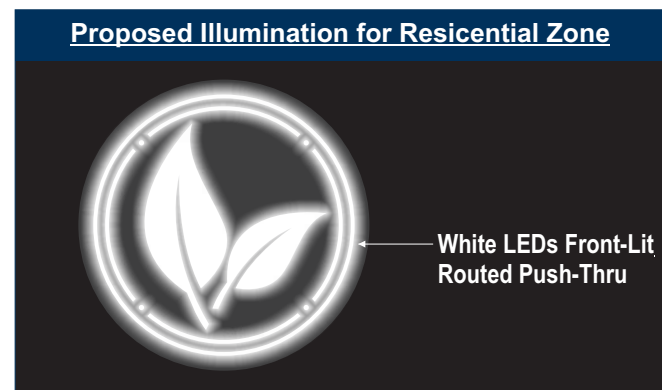 Proposed Illumination for Resicential Zone
White LEDs Front-Lit
Routed Push-Thru